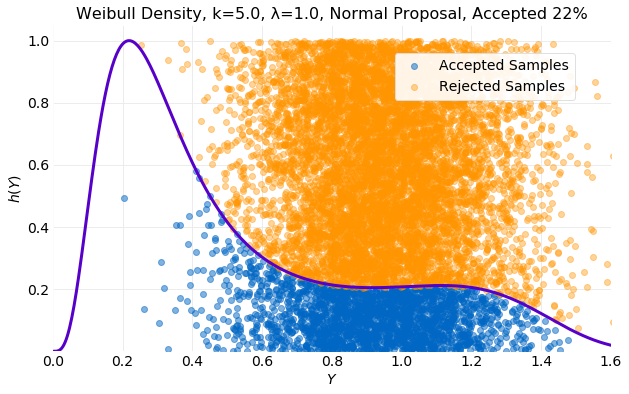 Weibull Density, k=5.0, λ=1.0, Normal Proposal, Accepted 22%
1.0
0.8
0.6
0.4
0.2
h(Y)
Accepted Samples
Rejected Samples
0.0 0.2 0.4 0.6 0.8 1.0 1.2 1.4 1.6
Y